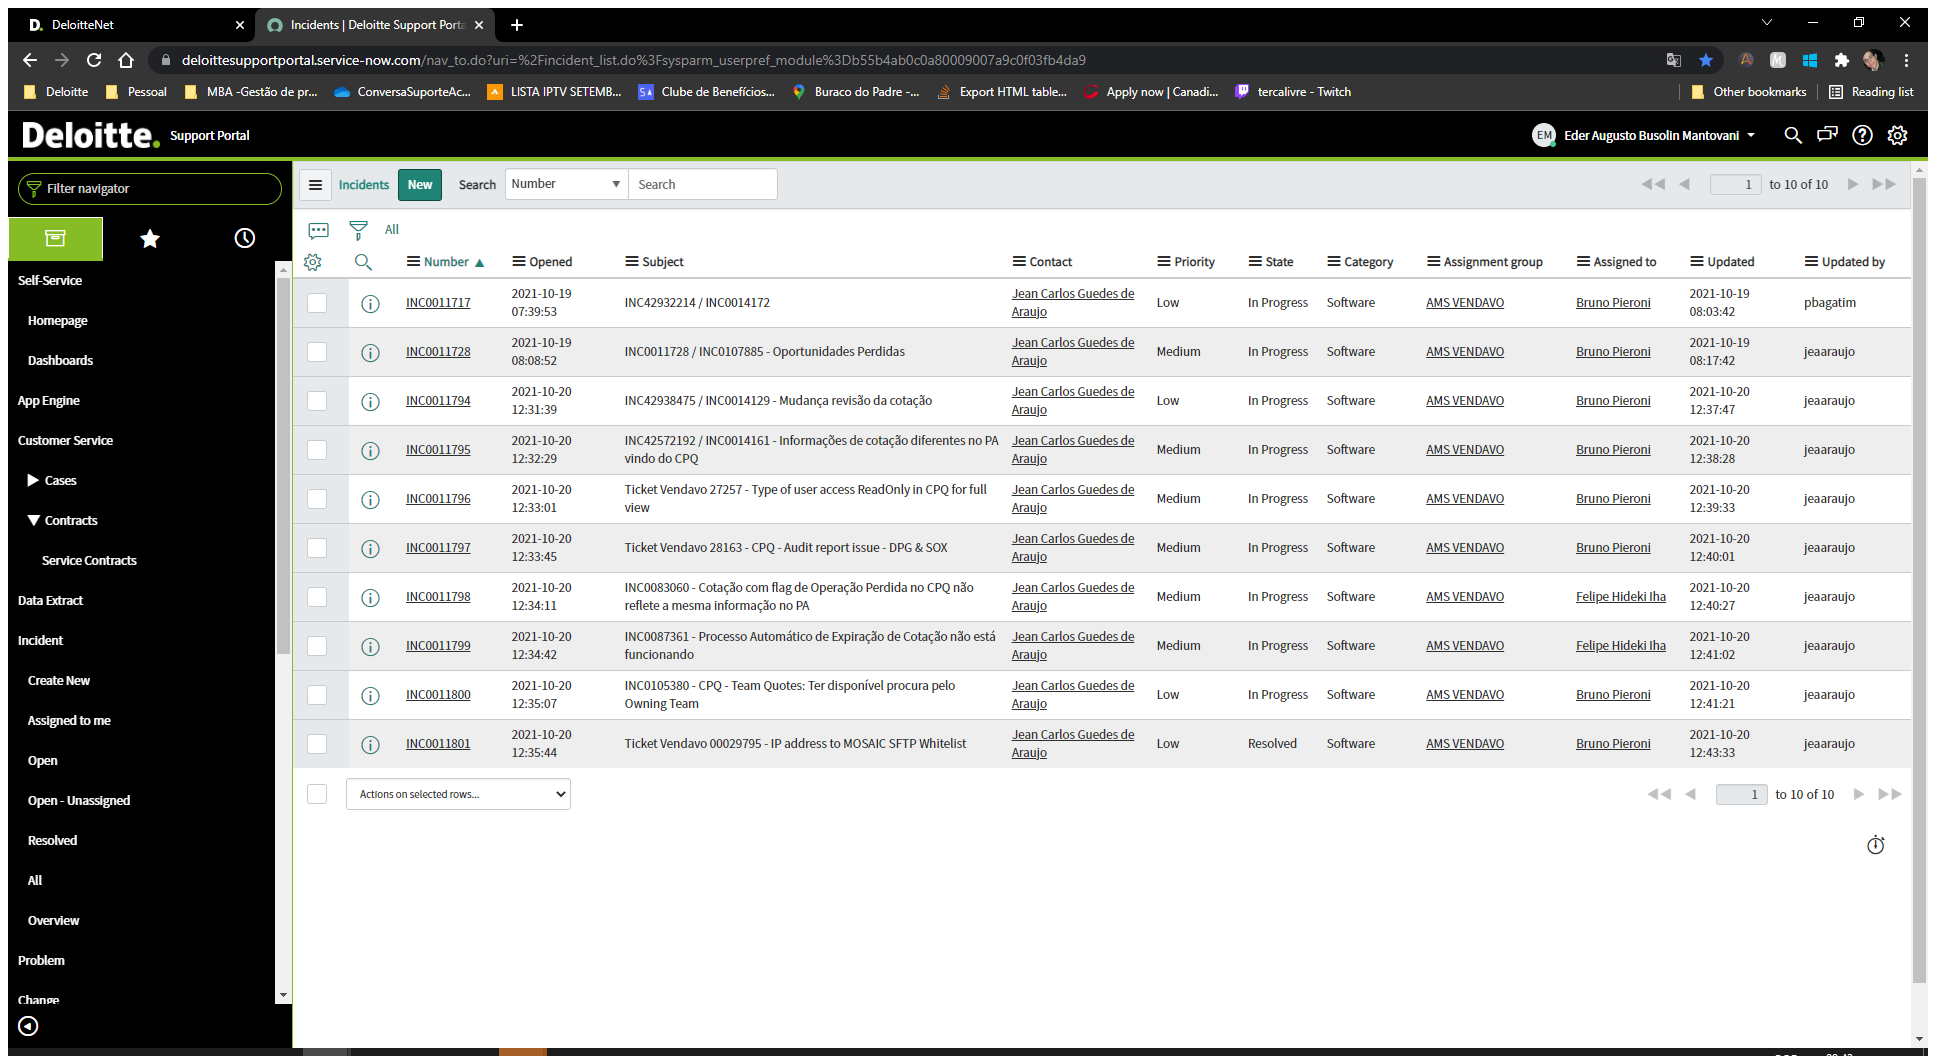 DeloitteNet
Incidents | Deloitte Support Porta
deloittesupportportal.service-now.com/nav_to.do?uri=%2Fincident_list.do%3Fsysparm_userpref_module%3Db55b4ab0c0a80009007a9c0f03fb4da9
Deloitte Pessoal MBA -Gestão de pr... ConversaSuporteAc... LISTA IPTV SETEMB... Clube de Benefícios... Buraco do Padre -... Export HTML table... Apply now | Canadi... tercalivre - Twitch Other bookmarks Reading list
Deloitte. Support Portal EM Eder Augusto Busolin Mantovani
Filter navigator
Self-Service
Homepage
Dashboards
App Engine
Customer Service
Cases
Contracts
Service Contracts
Data Extract
Incident
Create New
Assigned to me
Open
Open - Unassigned
Resolved
All
Overview
Problem
Change
Incidents New Search Number Search 1 to 10 of 10
All
Number Opened Subject Contact Priority State Category Assignment group Assigned to Updated Updated by
INC0011717 2021-10-19 07:39:53 INC42932214 / INC0014172 Jean Carlos Guedes de Araujo Low In Progress Software AMS VENDAVO Bruno Pieroni 2021-10-19 08:03:42 pbagatim
INC0011728 2021-10-19 08:08:52 INC0011728 / INC0107885 - Oportunidades Perdidas Jean Carlos Guedes de Araujo Medium In Progress Software AMS VENDAVO Bruno Pieroni 2021-10-19 08:17:42 jeaaraujo
INC0011794 2021-10-20 12:31:39 INC42938475 / INC0014129 - Mudança revisão da cotação Jean Carlos Guedes de Araujo Low In Progress Software AMS VENDAVO Bruno Pieroni 2021-10-20 12:37:47 jeaaraujo
INC0011795 2021-10-20 12:32:29 INC42572192 / INC0014161 - Informações de cotação diferentes no PA vindo do CPQ Jean Carlos Guedes de Araujo Medium In Progress Software AMS VENDAVO Bruno Pieroni 2021-10-20 12:38:28 jeaaraujo
INC0011796 2021-10-20 12:33:01 Ticket Vendavo 27257 - Type of user access ReadOnly in CPQ for full view Jean Carlos Guedes de Araujo Medium In Progress Software AMS VENDAVO Bruno Pieroni 2021-10-20 12:39:33 jeaaraujo
INC0011797 2021-10-20 12:33:45 Ticket Vendavo 28163 - CPQ - Audit report issue - DPG & SOX Jean Carlos Guedes de Araujo Medium In Progress Software AMS VENDAVO Bruno Pieroni 2021-10-20 12:40:01 jeaaraujo
INC0011798 2021-10-20 12:34:11 INC0083060 - Cotação com flag de Operação Perdida no CPQ não reflete a mesma informação no PA Jean Carlos Guedes de Araujo Medium In Progress Software AMS VENDAVO Felipe Hideki Iha 2021-10-20 12:40:27 jeaaraujo
INC0011799 2021-10-20 12:34:42 INC0087361 - Processo Automático de Expiração de Cotação não está funcionando Jean Carlos Guedes de Araujo Medium In Progress Software AMS VENDAVO Felipe Hideki Iha 2021-10-20 12:41:02 jeaaraujo
INC0011800 2021-10-20 12:35:07 INC0105380 - CPQ - Team Quotes: Ter disponível procura pelo Owning Team Jean Carlos Guedes de Araujo Low In Progress Software AMS VENDAVO Bruno Pieroni 2021-10-20 12:41:21 jeaaraujo
INC0011801 2021-10-20 12:35:44 Ticket Vendavo 00029795 - IP address to MOSAIC SFTP Whitelist Jean Carlos Guedes de Araujo Low Resolved Software AMS VENDAVO Bruno Pieroni 2021-10-20 12:43:33 jeaaraujo
Actions on selected rows... 1 to 10 of 10